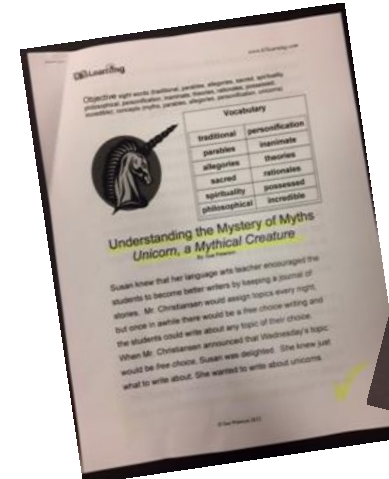 www.k7learning.com
Learning
Objective sight words (traditional, parables, allegories, sacred, spirituality,
philosophical, personification, inanimate, theories, rationales, possessed,
incredible); concepts (myths, parables, allegories, personification, unicorns)
Vocabulary
traditional personification
parables inanimate
allegories theories
sacred rationales
spirituality possessed
philosophical incredible
Understanding the Mystery of Myths
Unicorn, a Mythical Creature
By Sue Peterson
Susan knew that her language arts teacher encouraged the
students to become better writers by keeping a journal of
stories. Mr. Christiansen would assign topics every night,
but once in awhile there would be a free choice writing and
the students could write about any topic of their choice.
When Mr. Christiansen announced that Wednesday's topic
would be free choice, Susan was delighted. She knew just
what to write about. She wanted to write about unicorns.
© Sue Peterson 2012